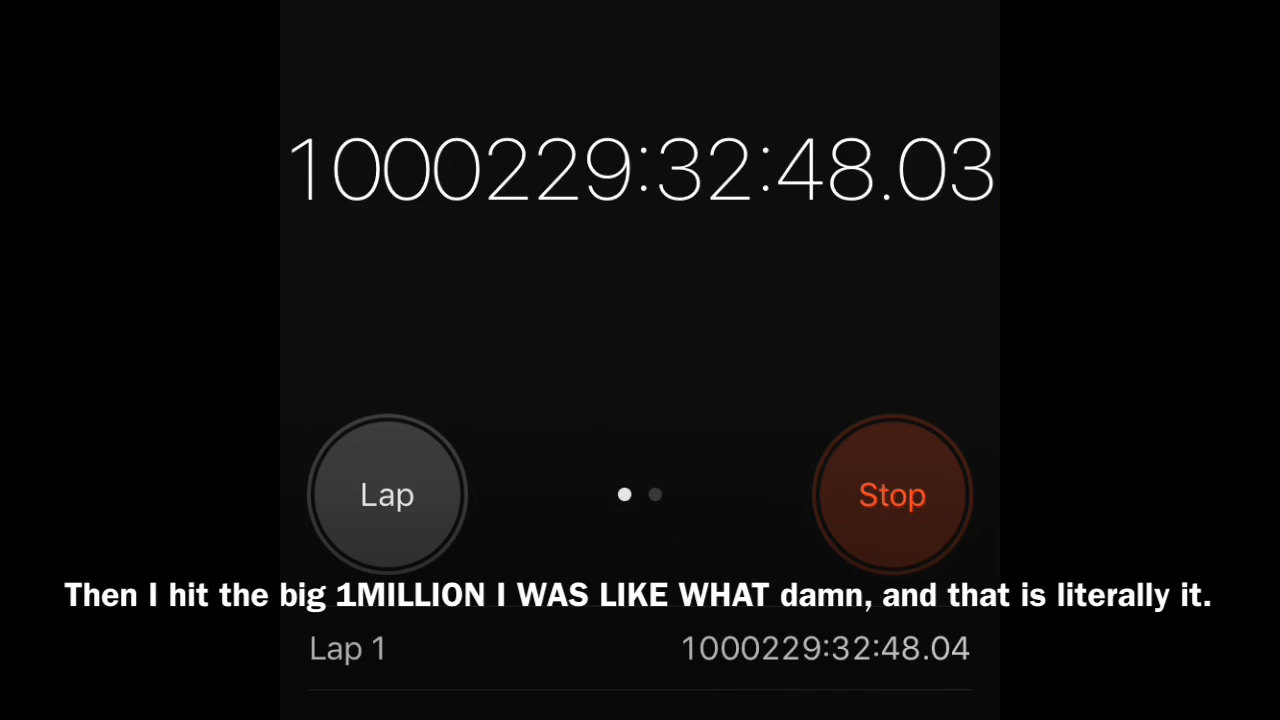 1000229:32:48.03
Lap
Stop
Then I hit the big 1MILLION I WAS LIKE WHAT damn, and that is literally it.
Lap 1 1000229:32:48.04